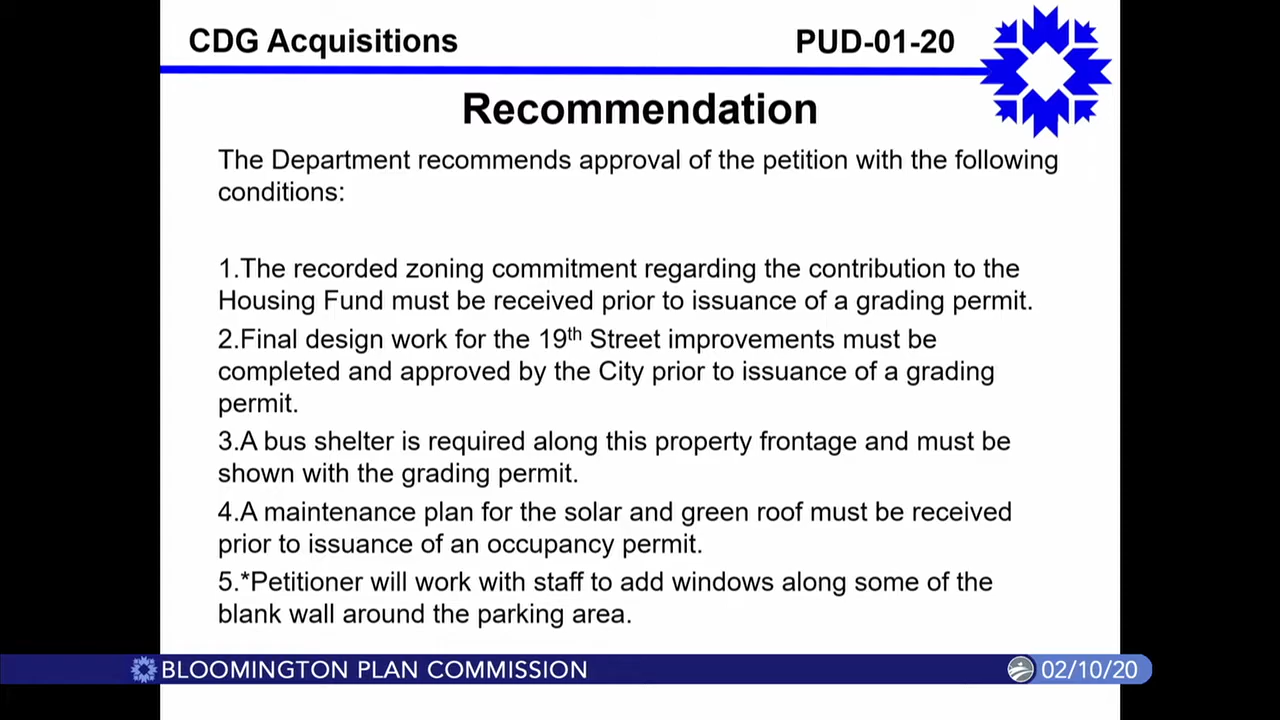 CDG Acquisitions PUD-01-20
Recommendation
The Department recommends approval of the petition with the following
conditions:
1.The recorded zoning commitment regarding the contribution to the
Housing Fund must be received prior to issuance of a grading permit.
2.Final design work for the 19th Street improvements must be
completed and approved by the City prior to issuance of a grading
permit.
3.A bus shelter is required along this property frontage and must be
shown with the grading permit.
4.A maintenance plan for the solar and green roof must be received
prior to issuance of an occupancy permit.
5.*Petitioner will work with staff to add windows along some of the
blank wall around the parking area.
BLOOMINGTON PLAN COMMISSION 02/10/20